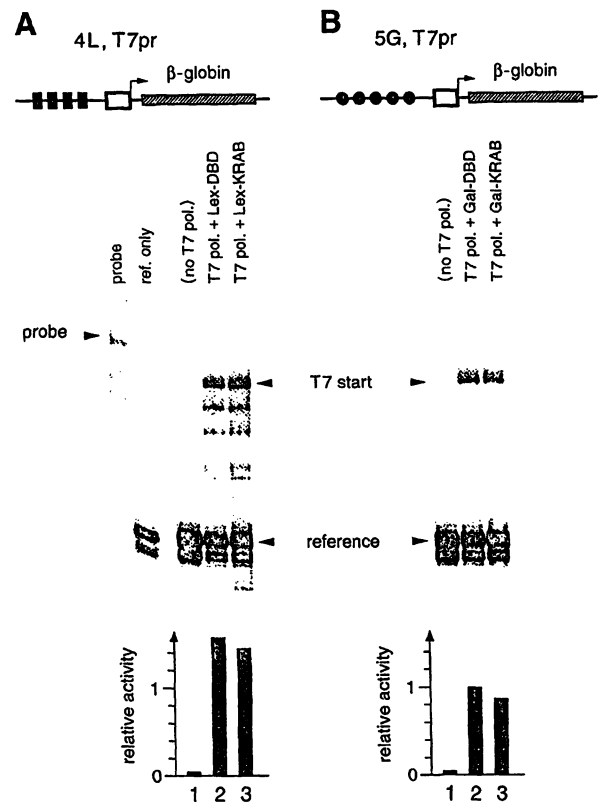 A
B
4L, T7pr
5G, T7pr
β-globin
β-globin
probe
ref. only
(no T7 pol.)
T7 pol. + Lex-DBD
T7 pol. + Lex-KRAB
(no T7 pol.)
T7 pol. + Gal-DBD
T7 pol. + Gal-KRAB
probe
T7 start
reference
relative activity
1
0
1 2 3
relative activity
1
0
1 2 3